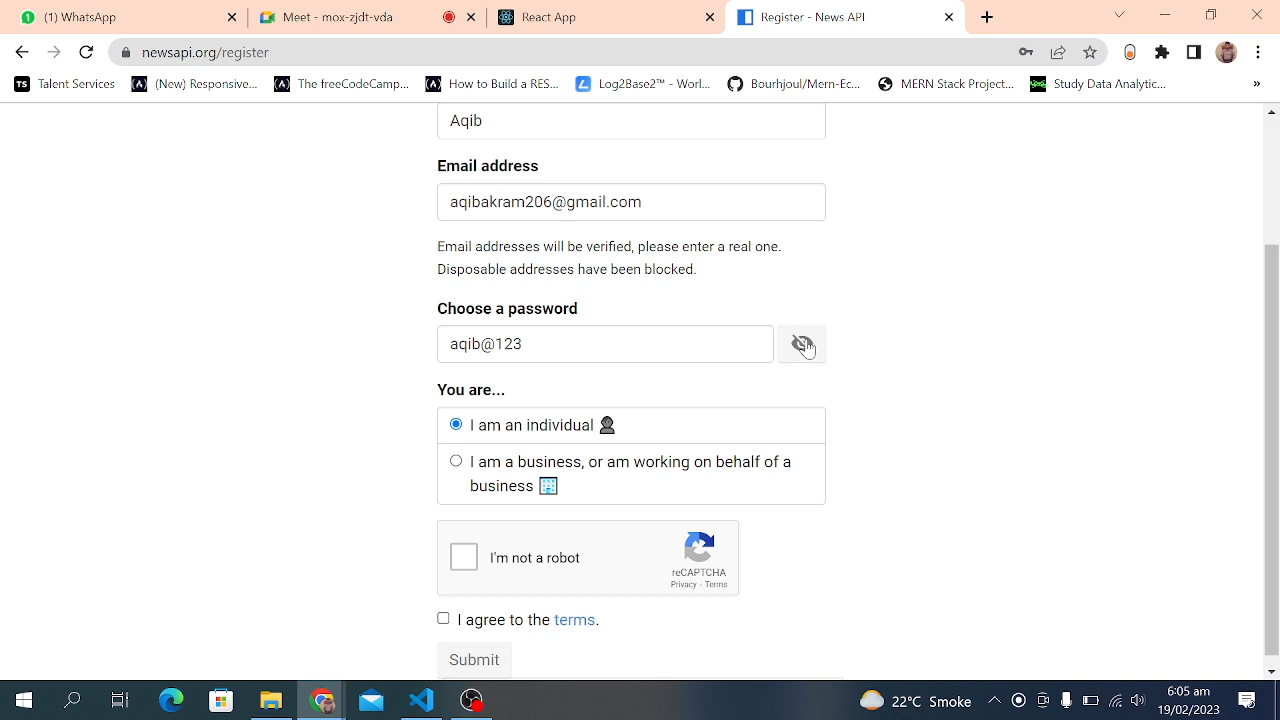 (1) WhatsApp
Meet - mox-zjdt-vda
React App
Register - News API
newsapi.org/register
TS Talent Services
(New) Responsive...
The freeCodeCamp...
How to Build a RES...
Log2Base2™ - Worl...
Bourhjoul/Mern-Ec...
MERN Stack Project...
Study Data Analytic...
»
Aqib
Email address
aqibakram206@gmail.com
Email addresses will be verified, please enter a real one.
Disposable addresses have been blocked.
Choose a password
aqib@123
You are...
I am an individual
I am a business, or am working on behalf of a
business
I'm not a robot
reCAPTCHA
Privacy - Terms
I agree to the terms.
Submit
22°C Smoke
6:05 am
19/02/2023